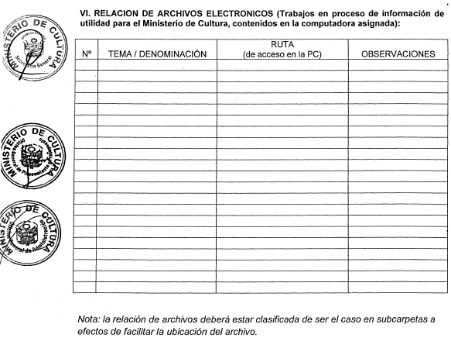 VI. RELACION DE ARCHIVOS ELECTRONICOS (Trabajos en proceso de información de
utilidad para el Ministerio de Cultura, contenidos en la computadora asignada):
Nº TEMA / DENOMINACIÓN RUTA (de acceso en la PC) OBSERVACIONES
Nota: la relación de archivos deberá estar clasificada de ser el caso en subcarpetas a
efectos de facilitar la ubicación del archivo.
MINISTERIO DE CULTURA
MINISTERIO DE CULTURA
MINISTERIO DE CULTURA